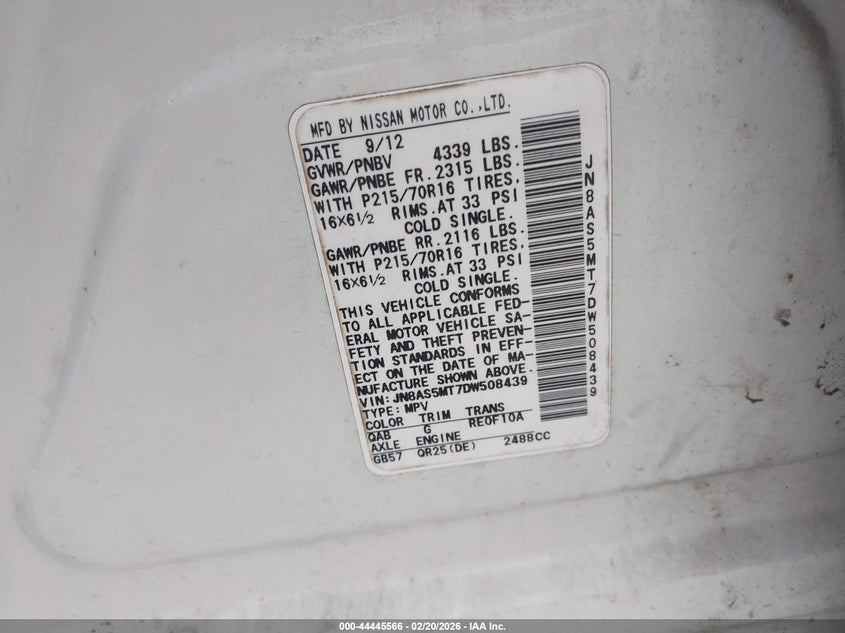 MFD BY NISSAN MOTOR CO.,LTD.
DATE 9/12
GVWR/PNBV 4339 LBS.
GAWR/PNBE FR. 2315 LBS.
WITH P215/70R16 TIRES,
16X6½ RIMS.AT 33 PSI
COLD SINGLE.
GAWR/PNBE RR. 2116 LBS.
WITH P215/70R16 TIRES,
16X6½ RIMS.AT 33 PSI
COLD SINGLE.
THIS VEHICLE CONFORMS
TO ALL APPLICABLE FED-
ERAL MOTOR VEHICLE SA-
FETY AND THEFT PREVEN-
TION STANDARDS IN EFF-
ECT ON THE DATE OF MA-
NUFACTURE SHOWN ABOVE.
VIN:JN8AS5MT7DW508439
TYPE:MPV
COLOR TRIM TRANS
QAB G RE0F10A
AXLE ENGINE
GB57 QR25(DE) 2488CC
JN8AS5MT7DW508439
000-44445566 - 02/20/2026 - IAA Inc.